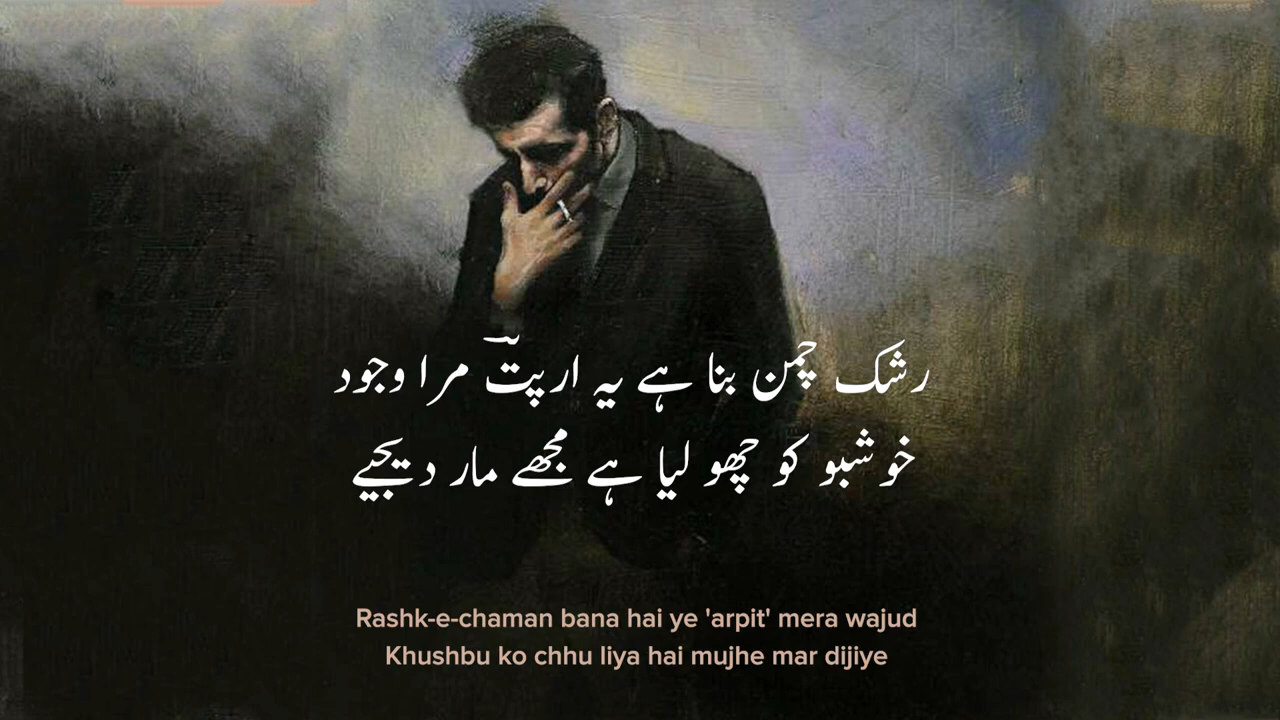 رشک چمن بنا ہے یہ ارپتؔ مرا وجود
خوشبو کو چھو لیا ہے مجھے مار دیجیے
Rashk-e-chaman bana hai ye 'arpit' mera wajud
Khushbu ko chhu liya hai mujhe mar dijiye